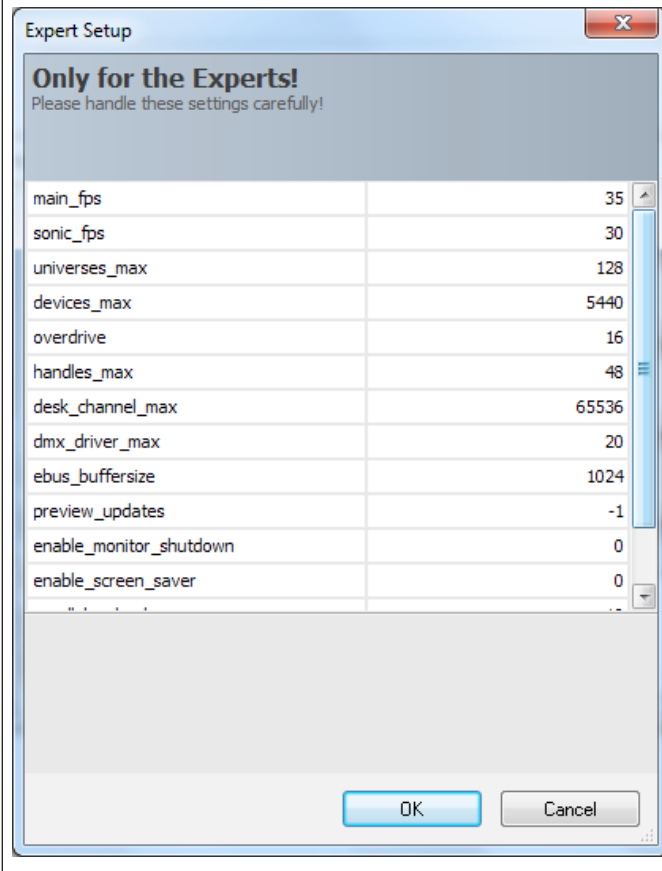 Expert Setup
Only for the Experts!
Please handle these settings carefully!
main_fps 35
sonic_fps 30
universes_max 128
devices_max 5440
overdrive 16
handles_max 48
desk_channel_max 65536
dmx_driver_max 20
ebus_buffersize 1024
preview_updates -1
enable_monitor_shutdown 0
enable_screen_saver 0
OK Cancel